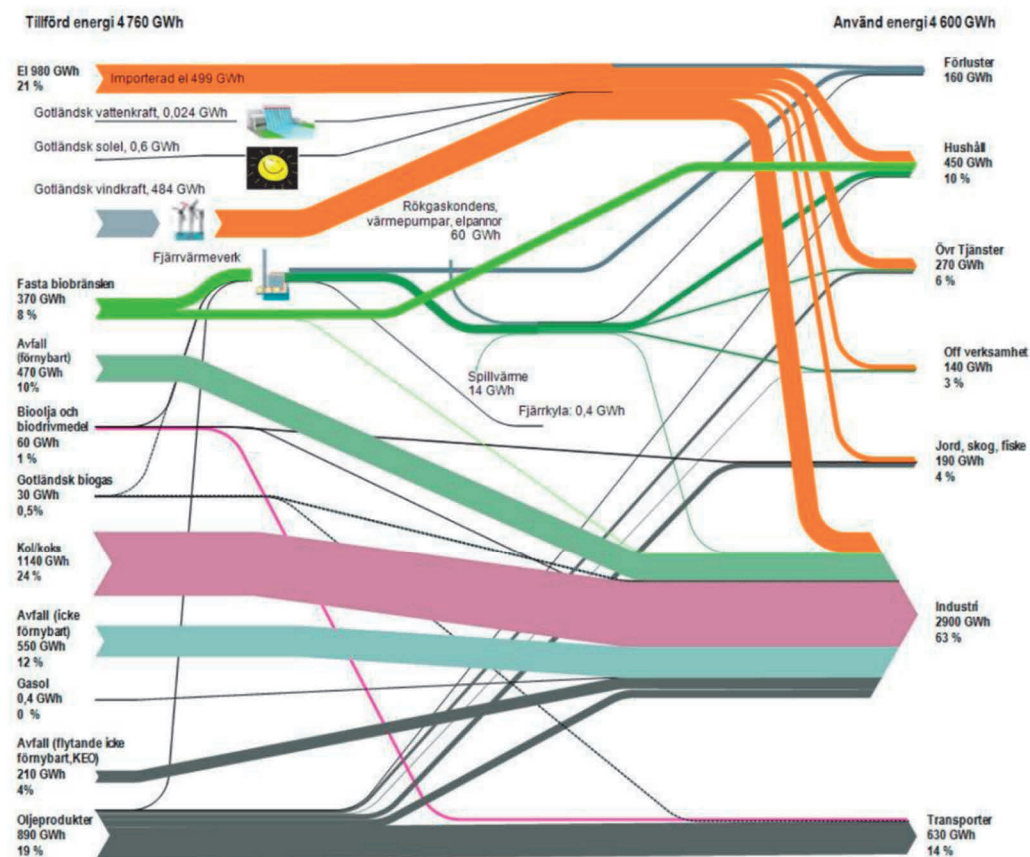 Tillförd energi 4 760 GWh
Använd energi 4 600 GWh
El 980 GWh
21 %
Importerad el 499 GWh
Gotländsk vattenkraft, 0,024 GWh
Gotländsk solel, 0,6 GWh
Gotländsk vindkraft, 484 GWh
Rökgaskondens,
värmepumpar, elpannor
60 GWh
Fjärrvärmeverk
Fasta biobränslen
370 GWh
8 %
Avfall
(förnybart)
470 GWh
10%
Spillvärme
14 GWh
Fjärrkyla: 0,4 GWh
Bioolja och
biodrivmedel
60 GWh
1 %
Gotländsk biogas
30 GWh
0,5%
Kol/koks
1140 GWh
24 %
Avfall (icke
förnybart)
550 GWh
12 %
Gasol
0,4 GWh
0 %
Avfall (flytande icke
förnybart,KEO)
210 GWh
4%
Oljeprodukter
890 GWh
19 %
Förluster
160 GWh
Hushåll
450 GWh
10 %
Övr Tjänster
270 GWh
6 %
Off verksamhet
140 GWh
3 %
Jord, skog, fiske
190 GWh
4 %
Industri
2900 GWh
63 %
Transporter
630 GWh
14 %